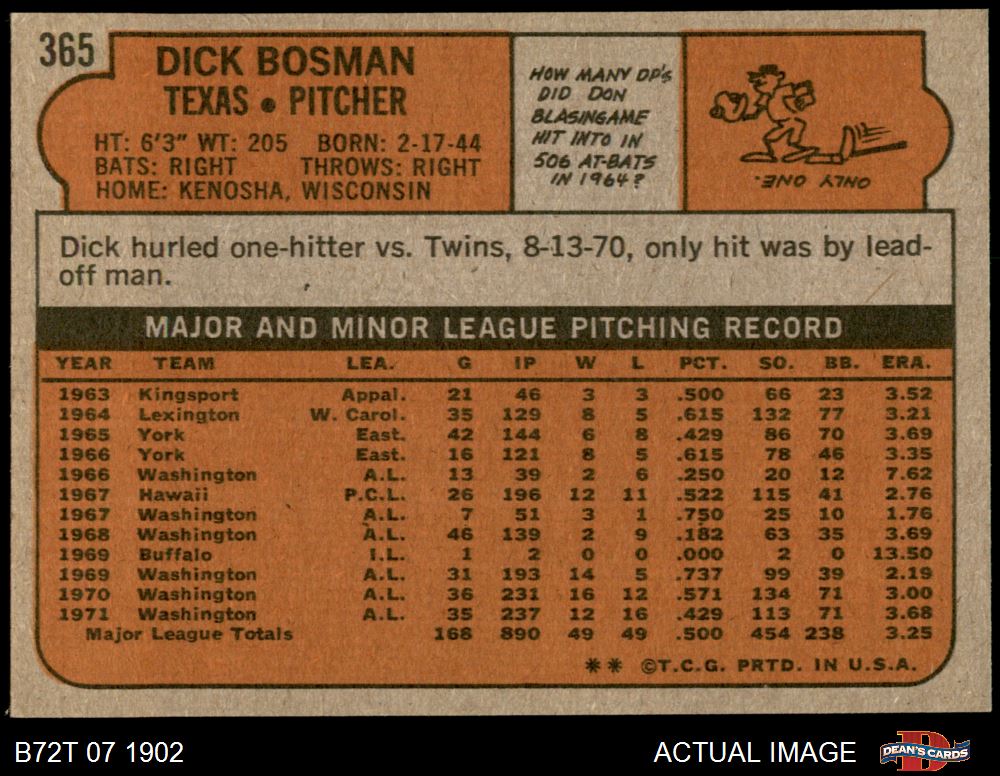 365
DICK BOSMAN
TEXAS • PITCHER
HT: 6'3" WT: 205 BORN: 2-17-44
BATS: RIGHT THROWS: RIGHT
HOME: KENOSHA, WISCONSIN
HOW MANY DP'S
DID DON
BLASINGAME
HIT INTO IN
506 AT-BATS
IN 1964?
ONLY ONE.
Dick hurled one-hitter vs. Twins, 8-13-70, only hit was by lead-
off man.
MAJOR AND MINOR LEAGUE PITCHING RECORD
YEAR TEAM LEA. G IP W L PCT. SO. BB. ERA.
1963 Kingsport Appal. 21 46 3 3 .500 66 23 3.52
1964 Lexington W. Carol. 35 129 8 5 .615 132 77 3.21
1965 York East. 42 144 6 8 .429 86 70 3.69
1966 York East. 16 121 8 5 .615 78 46 3.35
1966 Washington A.L. 13 39 2 6 .250 20 12 7.62
1967 Hawaii P.C.L. 26 196 12 11 .522 115 41 2.76
1967 Washington A.L. 7 51 3 1 .750 25 10 1.76
1968 Washington A.L. 46 139 2 9 .182 63 35 3.69
1969 Buffalo I.L. 1 2 0 0 .000 2 0 13.50
1969 Washington A.L. 31 193 14 5 .737 99 39 2.19
1970 Washington A.L. 36 231 16 12 .571 134 71 3.00
1971 Washington A.L. 35 237 12 16 .429 113 71 3.68
Major League Totals 168 890 49 49 .500 454 238 3.25
** ©T.C.G. PRTD. IN U.S.A.
B72T 07 1902
ACTUAL IMAGE
DEAN'S CARDS